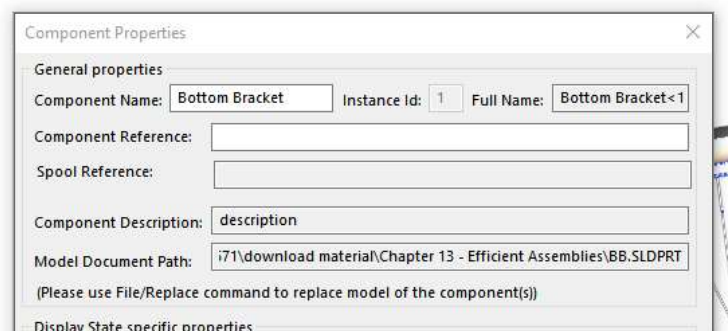 Component Properties
General properties
Component Name: Bottom Bracket Instance Id: 1 Full Name: Bottom Bracket<1
Component Reference:
Spool Reference:
Component Description: description
Model Document Path: 571\download material\Chapter 13 - Efficient Assemblies\BB.SLDPRT
(Please use File/Replace command to replace model of the component(s))
Display State specific properties